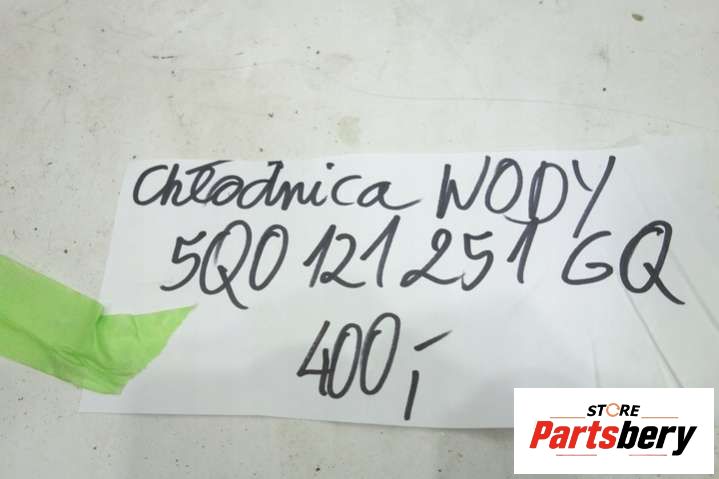 Chłodnica WODY
5Q0 121 251 GQ
400,-
STORE
Partsbery